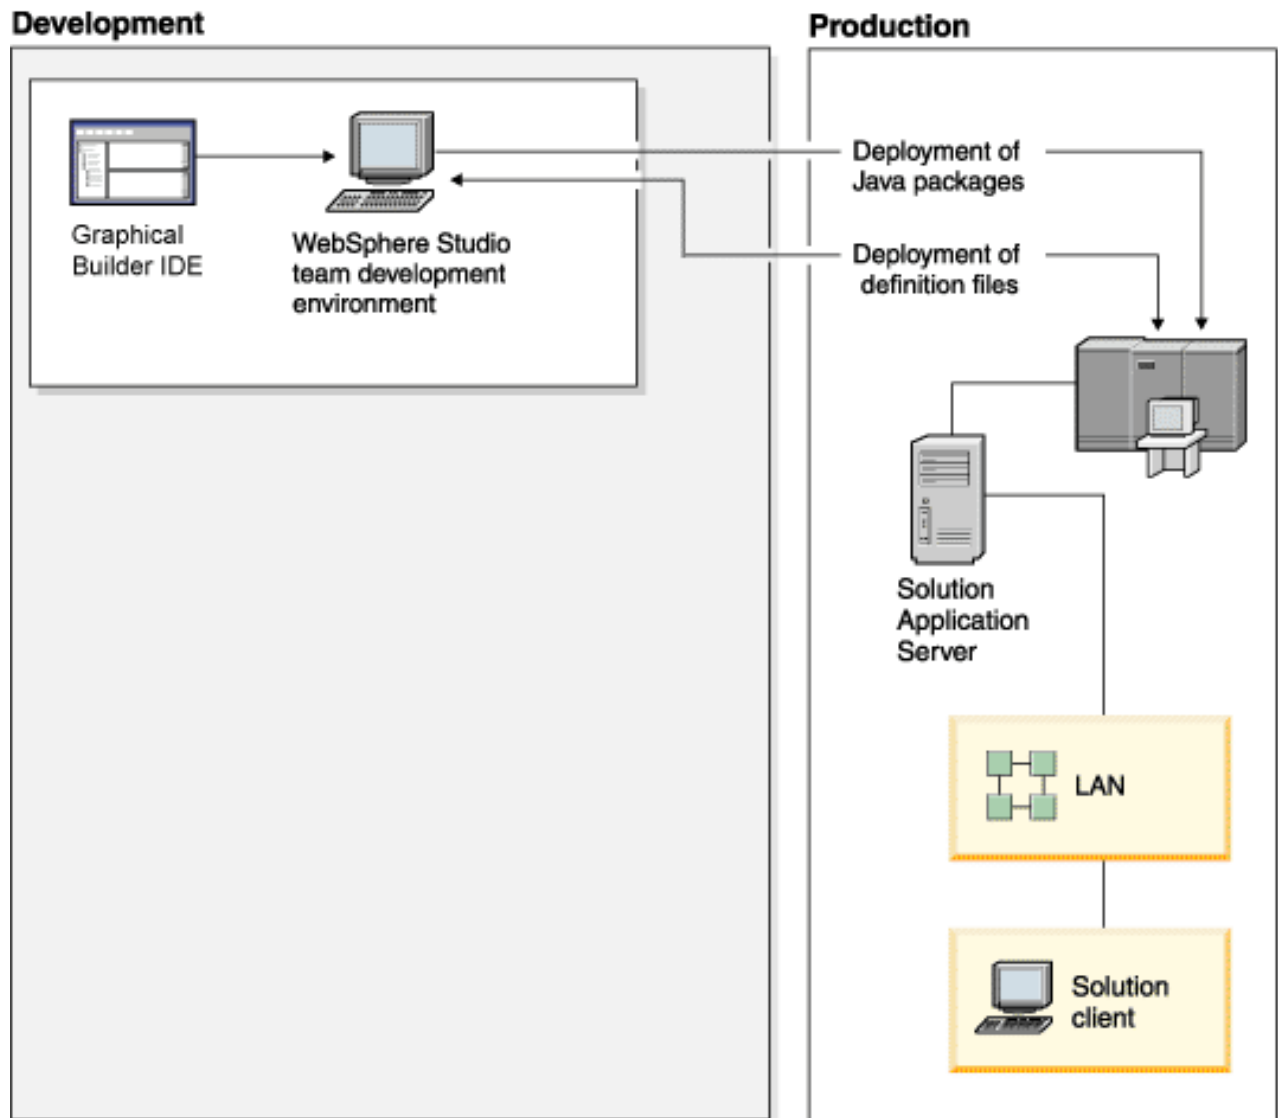 Development
Production
Graphical
Builder IDE
WebSphere Studio
team development
environment
Deployment of
Java packages
Deployment of
definition files
Solution
Application
Server
LAN
Solution
client